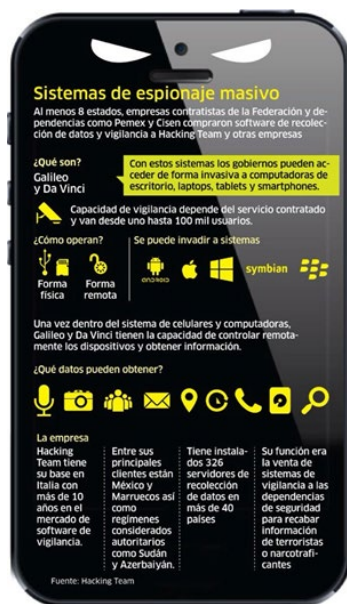 Sistemas de espionaje masivo
Al menos 8 estados, empresas contratistas de la Federación y de-
pendencias como Pemex y Cisen compraron software de recolec-
ción de datos y vigilancia a Hacking Team y otras empresas
¿Qué son?
Galileo
y Da Vinci
Con estos sistemas los gobiernos pueden ac-
ceder de forma invasiva a computadoras de
escritorio, laptops, tablets y smartphones.
Capacidad de vigilancia depende del servicio contratado
y van desde uno hasta 100 mil usuarios.
¿Cómo operan?
Forma
física
Forma
remota
Se puede invadir a sistemas
ANDROID
symbian
Una vez dentro del sistema de celulares y computadoras,
Galileo y Da Vinci tienen la capacidad de controlar remota-
mente los dispositivos y obtener información.
¿Qué datos pueden obtener?
La empresa
Hacking
Team tiene
su base en
Italia con
más de 10
años en el
mercado de
software de
vigilancia.
Entre sus
principales
clientes están
México y
Marruecos así
como
regímenes
considerados
autoritarios
como Sudán
y Azerbaiyán.
Tiene instala-
dos 326
servidores de
recolección
de datos en
más de 40
países
Su función era
la venta de
sistemas de
vigilancia a las
dependencias
de seguridad
para recabar
información
de terroristas
o narcotrafi-
cantes
Fuente: Hacking Team